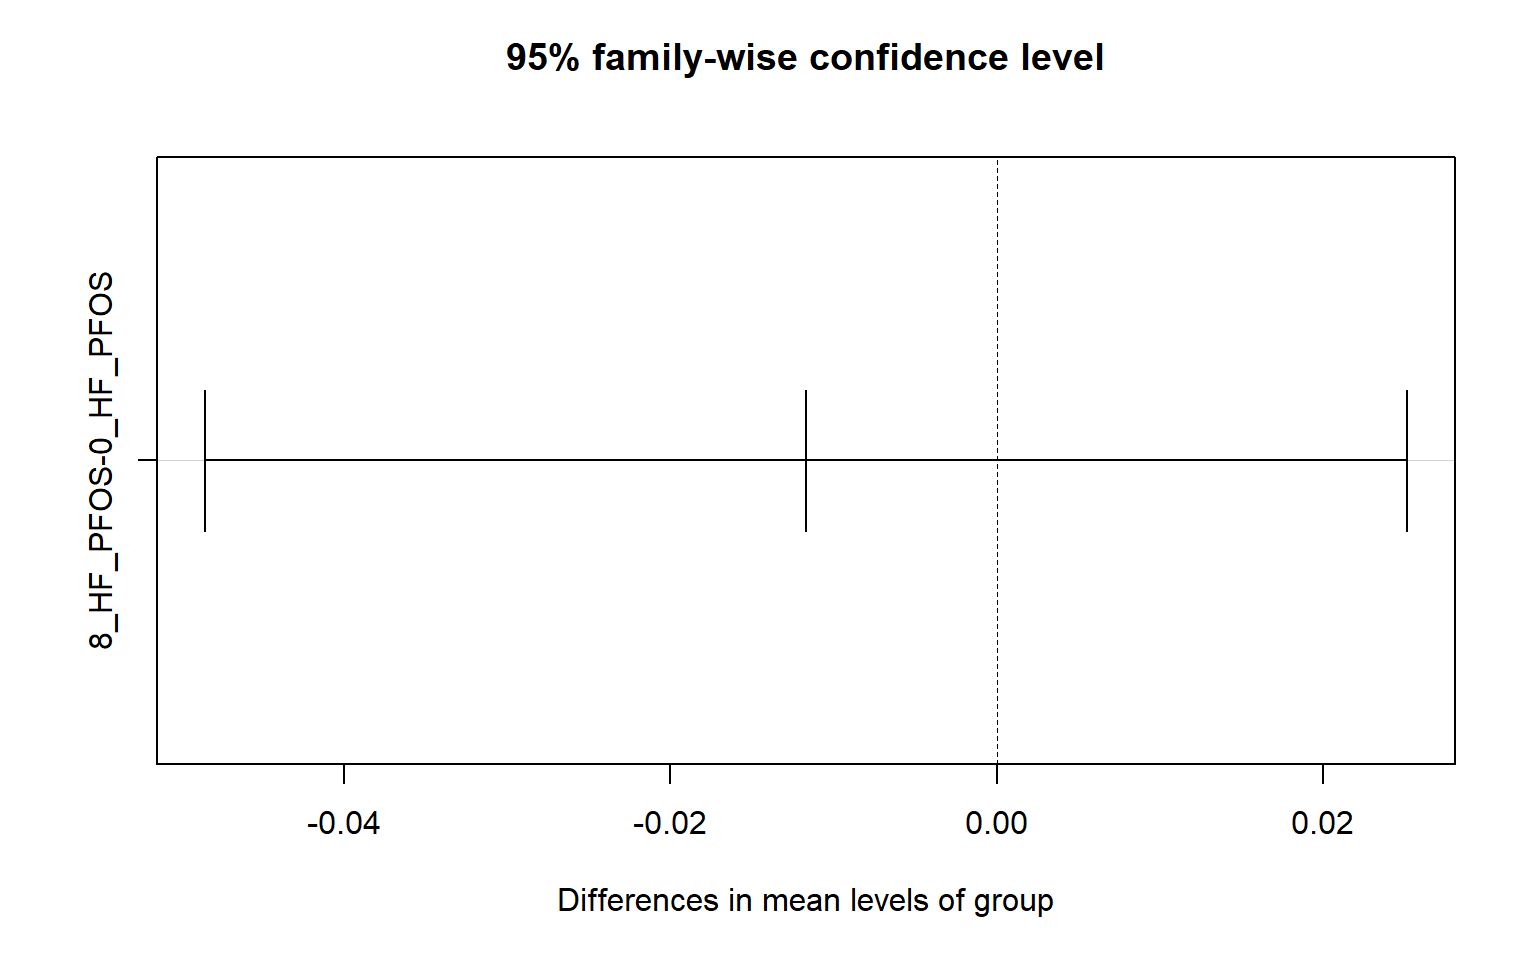 95% family-wise confidence level
8_HF_PFOS-0_HF_PFOS
-0.04 -0.02 0.00 0.02
Differences in mean levels of group